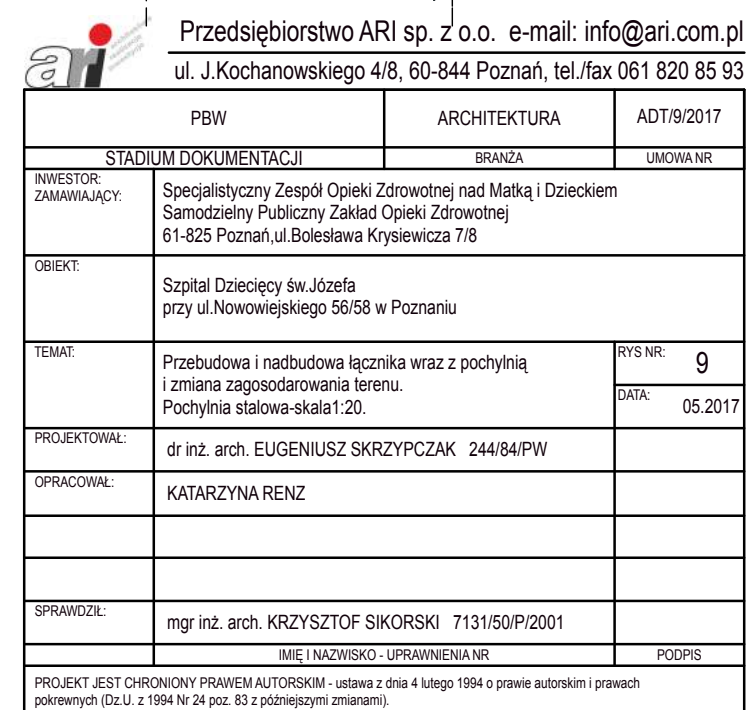 ari
Przedsiębiorstwo ARI sp. z o.o. e-mail: info@ari.com.pl
ul. J.Kochanowskiego 4/8, 60-844 Poznań, tel./fax 061 820 85 93
PBW ARCHITEKTURA ADT/9/2017
STADIUM DOKUMENTACJI BRANŻA UMOWA NR
INWESTOR:
ZAMAWIAJĄCY:
Specjalistyczny Zespół Opieki Zdrowotnej nad Matką i Dzieckiem
Samodzielny Publiczny Zakład Opieki Zdrowotnej
61-825 Poznań,ul.Bolesława Krysiewicza 7/8
OBIEKT:
Szpital Dziecięcy św.Józefa
przy ul.Nowowiejskiego 56/58 w Poznaniu
TEMAT:
Przebudowa i nadbudowa łącznika wraz z pochylnią
i zmiana zagosodarowania terenu.
Pochylnia stalowa-skala1:20.
RYS NR: 9
DATA: 05.2017
PROJEKTOWAŁ: dr inż. arch. EUGENIUSZ SKRZYPCZAK 244/84/PW
OPRACOWAŁ: KATARZYNA RENZ
SPRAWDZIŁ: mgr inż. arch. KRZYSZTOF SIKORSKI 7131/50/P/2001
IMIĘ I NAZWISKO - UPRAWNIENIA NR PODPIS
PROJEKT JEST CHRONIONY PRAWEM AUTORSKIM - ustawa z dnia 4 lutego 1994 o prawie autorskim i prawach
pokrewnych (Dz.U. z 1994 Nr 24 poz. 83 z późniejszymi zmianami).